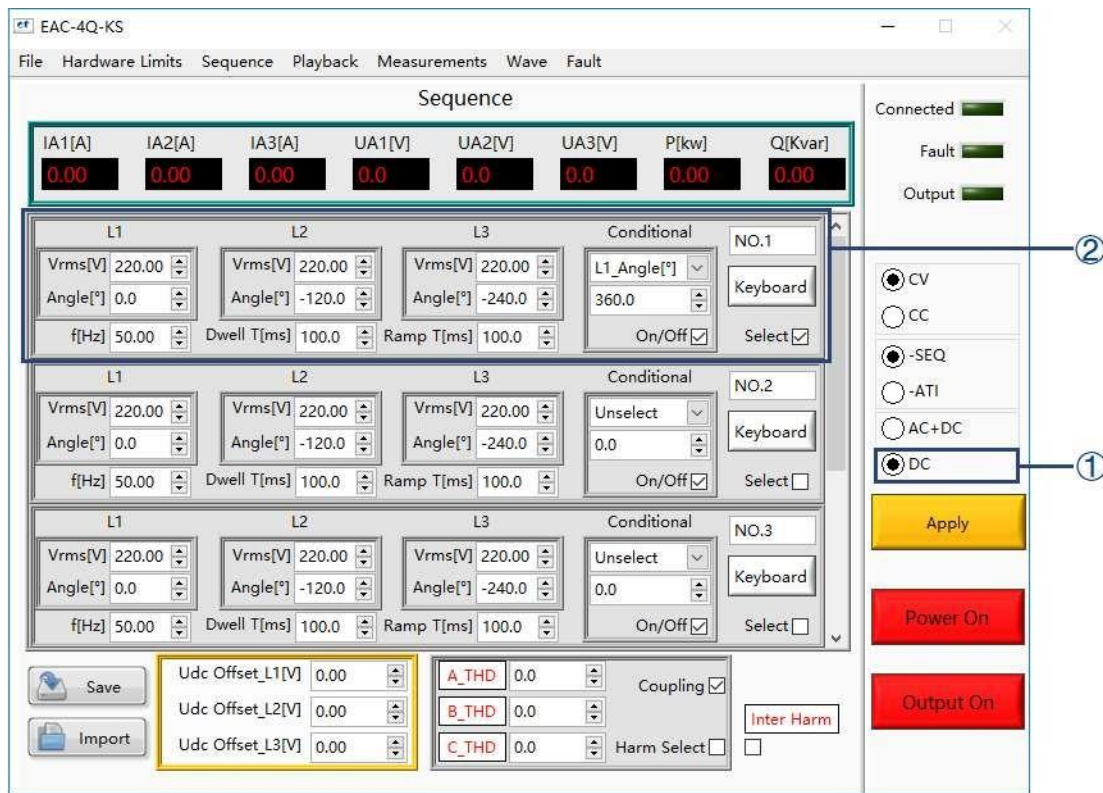 EAC-4Q-KS
File Hardware Limits Sequence Playback Measurements Wave Fault
Sequence
IA1[A] IA2[A] IA3[A] UA1[V] UA2[V] UA3[V] P[kw] Q[Kvar]
0.00 0.00 0.00 0.0 0.0 0.0 0.00 0.00
L1 L2 L3 Conditional NO.1
Vrms[V] 220.00 Vrms[V] 220.00 Vrms[V] 220.00 L1_Angle[°]
Angle[°] 0.0 Angle[°] -120.0 Angle[°] -240.0 360.0 Keyboard
f[Hz] 50.00 Dwell T[ms] 100.0 Ramp T[ms] 100.0 On/Off Select
L1 L2 L3 Conditional NO.2
Vrms[V] 220.00 Vrms[V] 220.00 Vrms[V] 220.00 Unselect
Angle[°] 0.0 Angle[°] -120.0 Angle[°] -240.0 0.0 Keyboard
f[Hz] 50.00 Dwell T[ms] 100.0 Ramp T[ms] 100.0 On/Off Select
L1 L2 L3 Conditional NO.3
Vrms[V] 220.00 Vrms[V] 220.00 Vrms[V] 220.00 Unselect
Angle[°] 0.0 Angle[°] -120.0 Angle[°] -240.0 0.0 Keyboard
f[Hz] 50.00 Dwell T[ms] 100.0 Ramp T[ms] 100.0 On/Off Select
Save
Import
Udc Offset_L1[V] 0.00
Udc Offset_L2[V] 0.00
Udc Offset_L3[V] 0.00
A_THD 0.0 Coupling
B_THD 0.0
C_THD 0.0 Harm Select
Inter Harm
Connected
Fault
Output
CV
CC
-SEQ
-ATI
AC+DC
DC
Apply
Power On
Output On
②
①